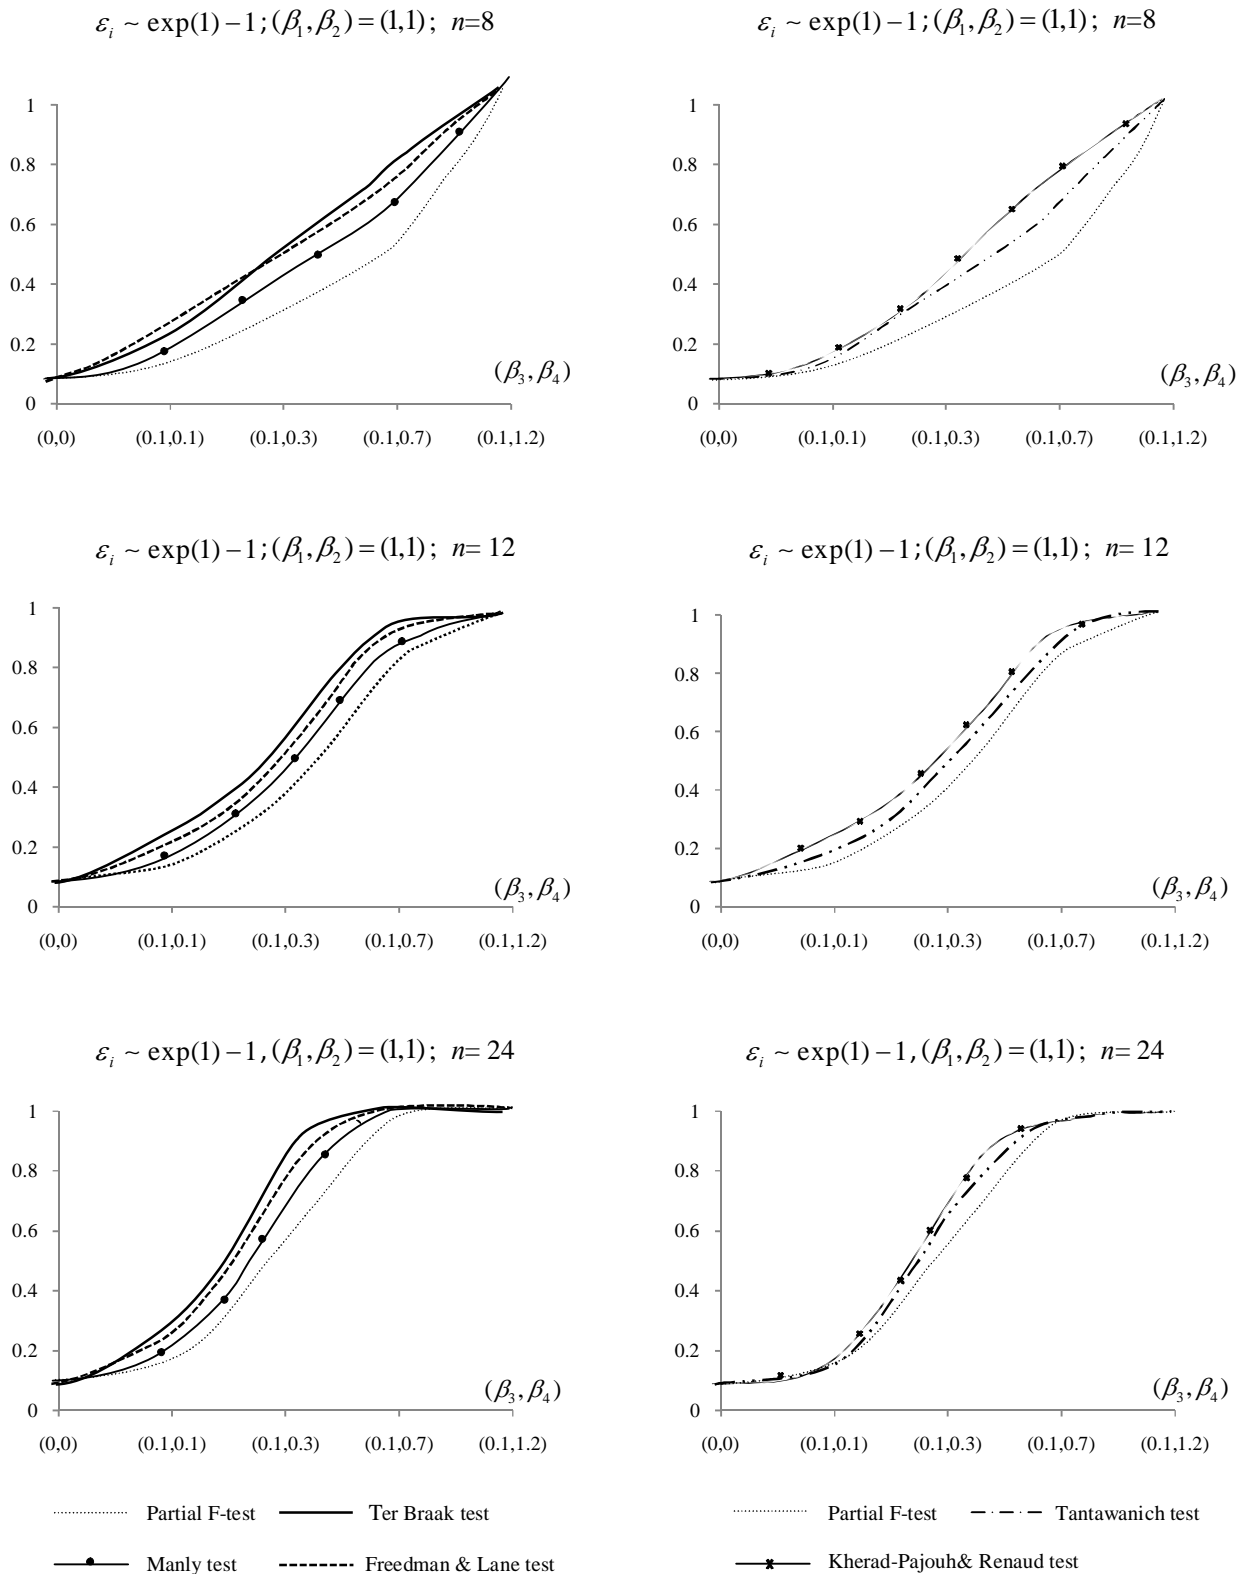 εᵢ ~ exp(1) − 1; (β₁, β₂) = (1,1); n=8
1
0.8
0.6
0.4
0.2
0
(β₃, β₄)
(0,0) (0.1,0.1) (0.1,0.3) (0.1,0.7) (0.1,1.2)
εᵢ ~ exp(1) − 1; (β₁, β₂) = (1,1); n=8
1
0.8
0.6
0.4
0.2
0
(β₃, β₄)
(0,0) (0.1,0.1) (0.1,0.3) (0.1,0.7) (0.1,1.2)
εᵢ ~ exp(1) − 1; (β₁, β₂) = (1,1); n= 12
1
0.8
0.6
0.4
0.2
0
(β₃, β₄)
(0,0) (0.1,0.1) (0.1,0.3) (0.1,0.7) (0.1,1.2)
εᵢ ~ exp(1) − 1; (β₁, β₂) = (1,1); n= 12
1
0.8
0.6
0.4
0.2
0
(β₃, β₄)
(0,0) (0.1,0.1) (0.1,0.3) (0.1,0.7) (0.1,1.2)
εᵢ ~ exp(1) − 1, (β₁, β₂) = (1,1); n= 24
1
0.8
0.6
0.4
0.2
0
(β₃, β₄)
(0,0) (0.1,0.1) (0.1,0.3) (0.1,0.7) (0.1,1.2)
εᵢ ~ exp(1) − 1, (β₁, β₂) = (1,1); n= 24
1
0.8
0.6
0.4
0.2
0
(β₃, β₄)
(0,0) (0.1,0.1) (0.1,0.3) (0.1,0.7) (0.1,1.2)
Partial F-test Ter Braak test
Manly test Freedman & Lane test
Partial F-test Tantawanich test
Kherad-Pajouh& Renaud test